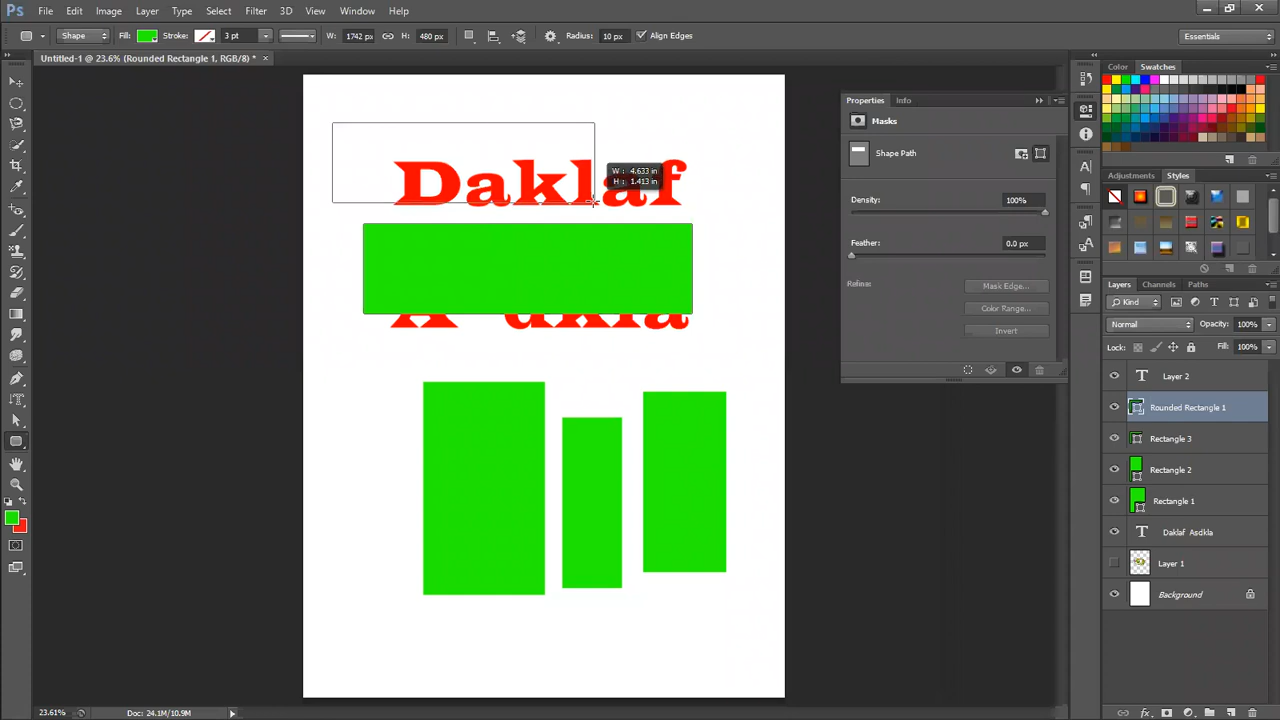 Ps File Edit Image Layer Type Select Filter 3D View Window Help
Shape Fill: Stroke: 3 pt W: 1742 px H: 480 px Radius: 10 px Align Edges Essentials
Untitled-1 @ 23.6% (Rounded Rectangle 1, RGB/8) * ×
Daklaf
W : 4.633 in
H : 1.413 in
Properties Info
Masks
Shape Path
Density: 100%
Feather: 0.0 px
Refine: Mask Edge...
Color Range...
Invert
Color Swatches
Adjustments Styles
Layers Channels Paths
Kind
Normal Opacity: 100%
Lock: Fill: 100%
Layer 2
Rounded Rectangle 1
Rectangle 3
Rectangle 2
Rectangle 1
Daklaf Asdkla
Layer 1
Background
23.61% Doc: 24.1M/10.9M